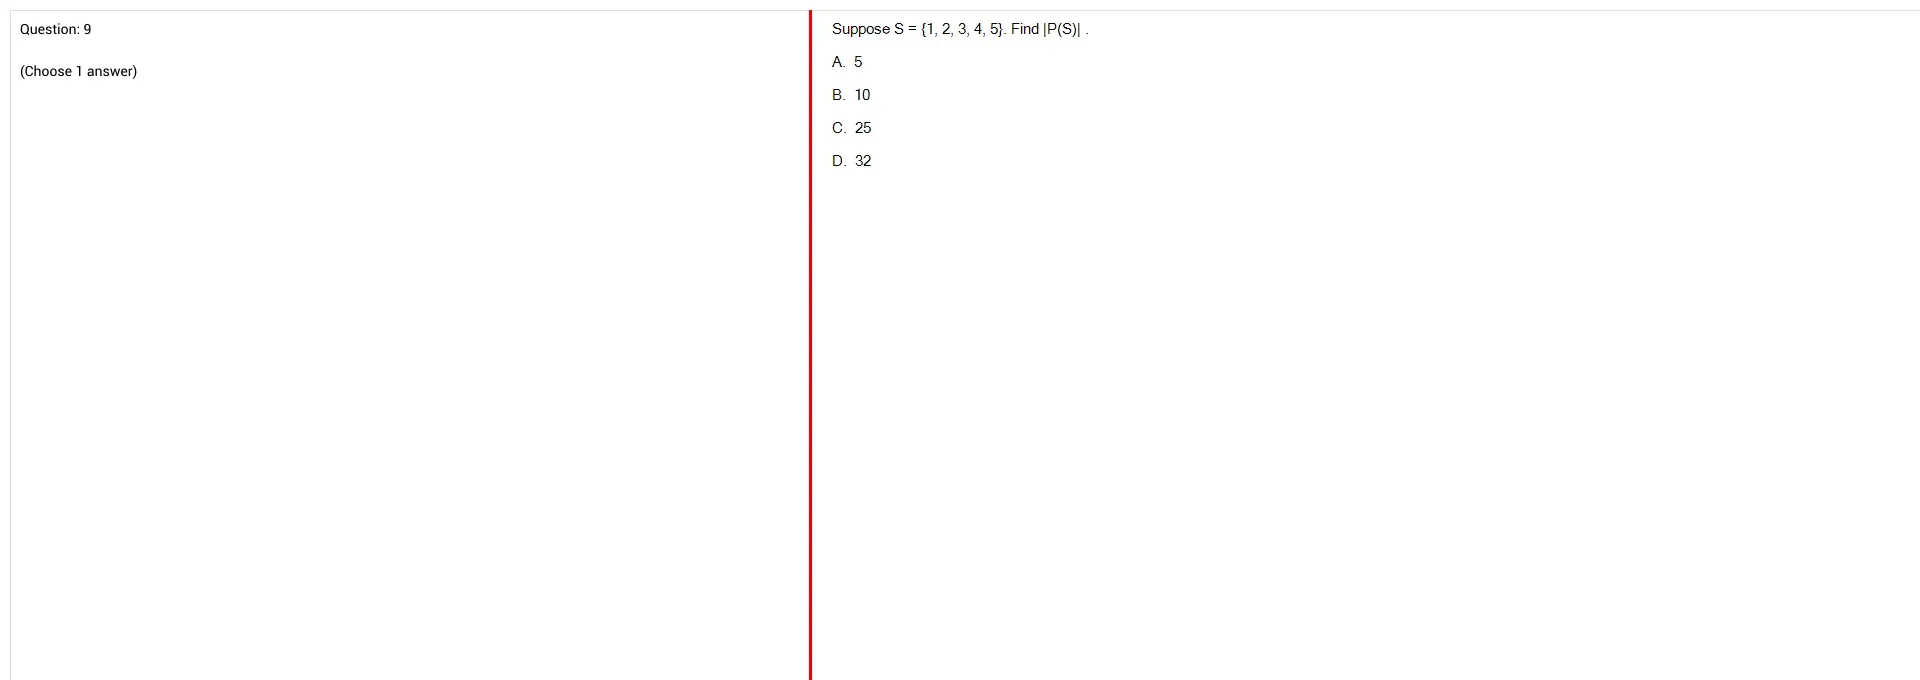 Question: 9
(Choose 1 answer)
Suppose S = {1, 2, 3, 4, 5}. Find |P(S)| .
A. 5
B. 10
C. 25
D. 32